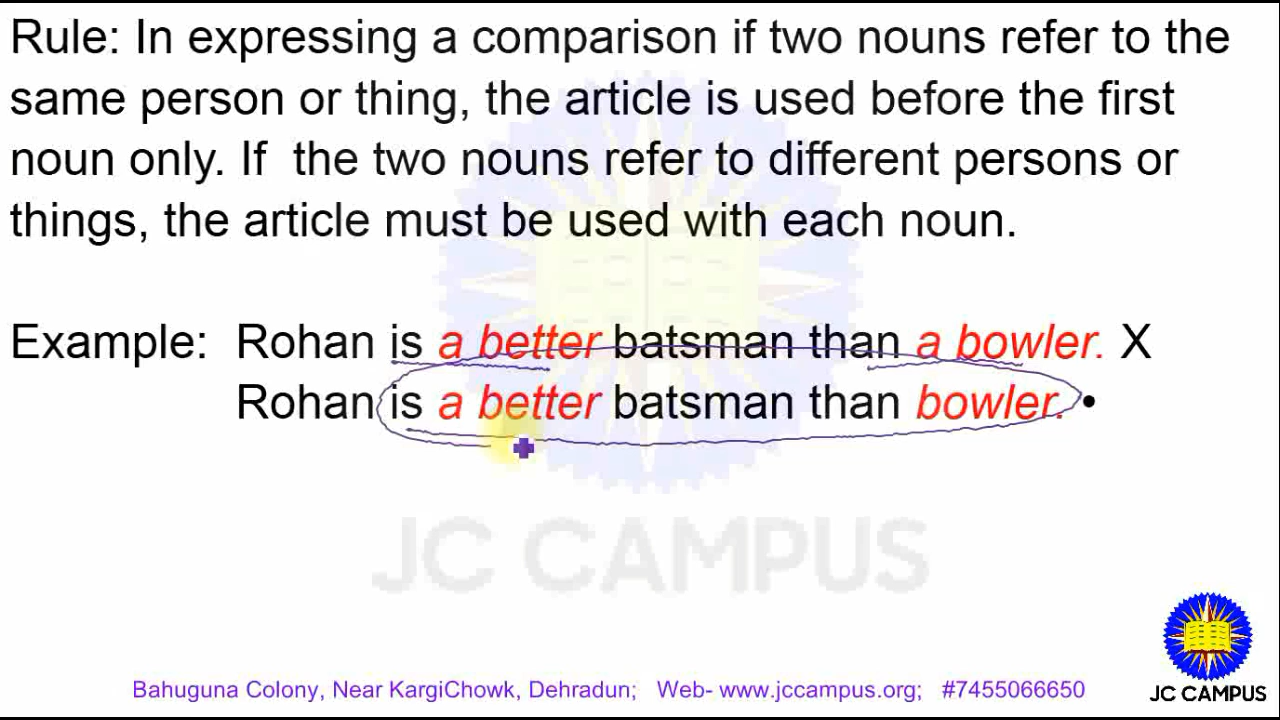 Rule: In expressing a comparison if two nouns refer to the
same person or thing, the article is used before the first
noun only. If the two nouns refer to different persons or
things, the article must be used with each noun.
Example: Rohan is a better batsman than a bowler. X
Rohan is a better batsman than bowler. •
JC CAMPUS
Bahuguna Colony, Near KargiChowk, Dehradun; Web- www.jccampus.org; #7455066650
JC CAMPUS